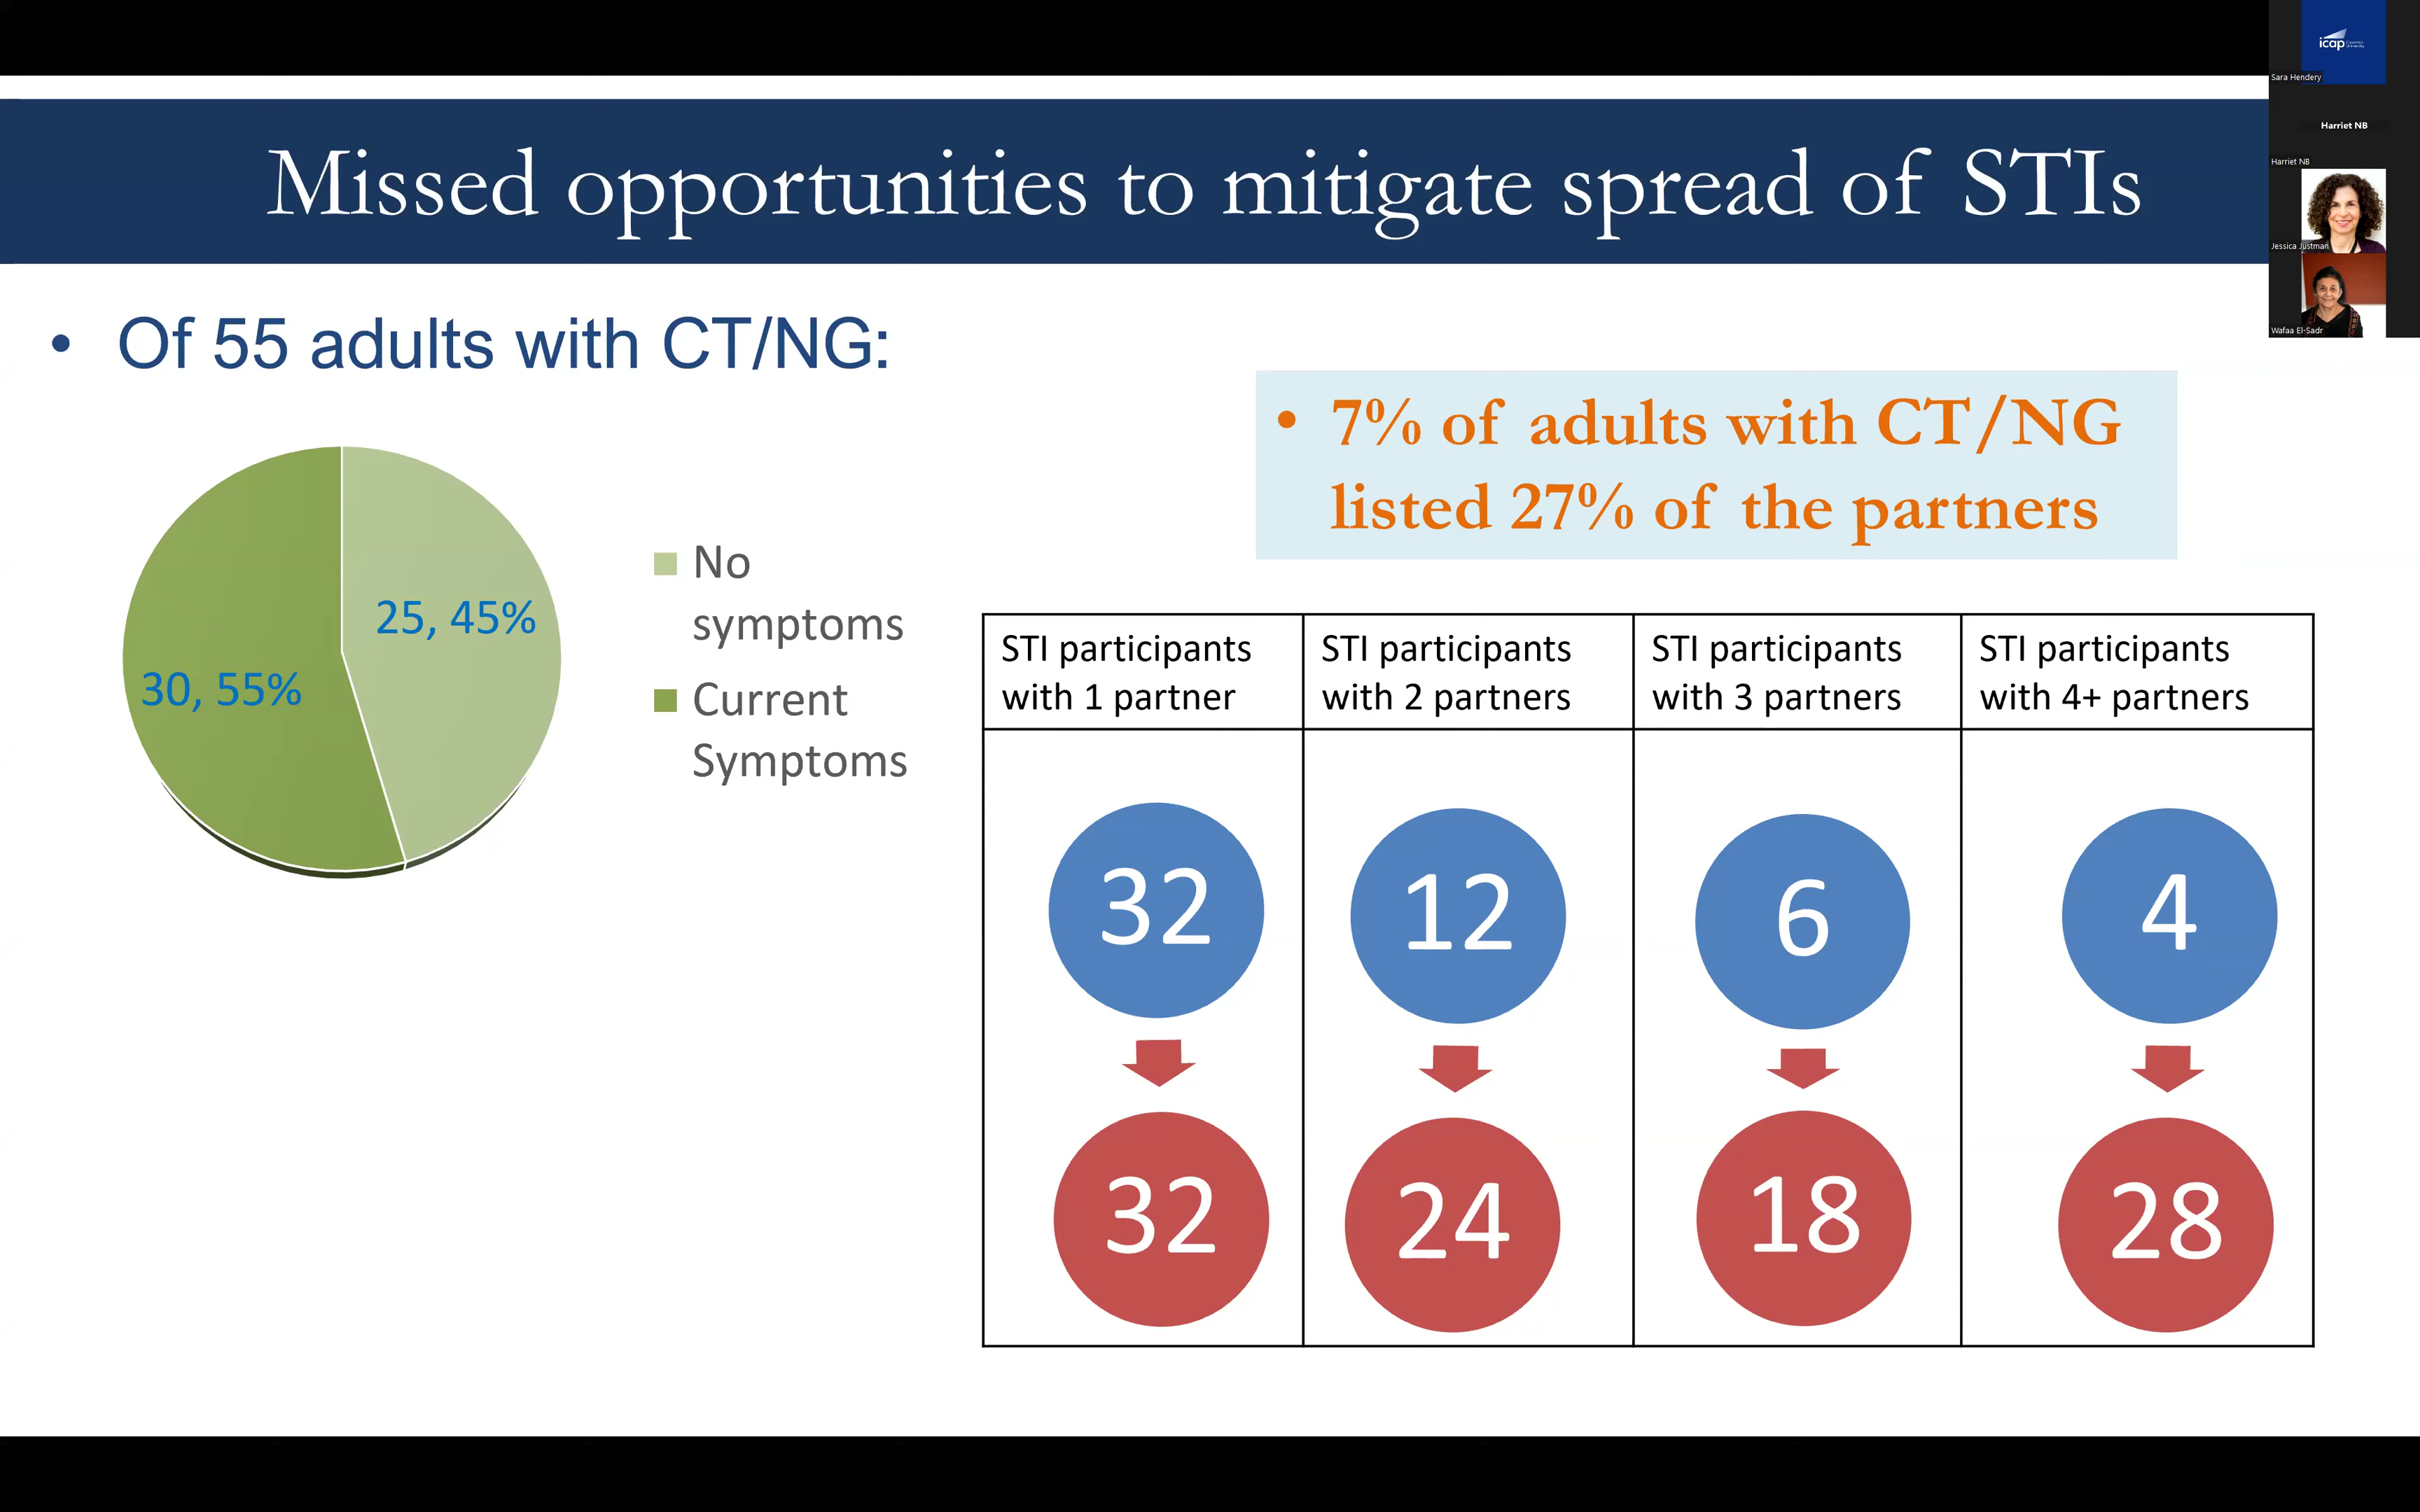 Missed opportunities to mitigate spread of STIs
• Of 55 adults with CT/NG:
25, 45%
30, 55%
No
symptoms
Current
Symptoms
• 7% of adults with CT/NG
listed 27% of the partners
STI participants
with 1 partner
STI participants
with 2 partners
STI participants
with 3 partners
STI participants
with 4+ partners
32
12
6
4
32
24
18
28
icap
Sara Hendery
Harriet NB
Harriet NB
Jessica Justman
Wafaa El-Sadr